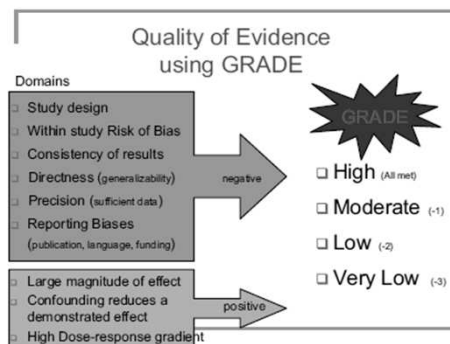 Quality of Evidence
using GRADE
Domains
Study design
Within study Risk of Bias
Consistency of results
Directness (generalizability)
Precision (sufficient data)
Reporting Biases
(publication, language, funding)
negative
Large magnitude of effect
Confounding reduces a
demonstrated effect
High Dose-response gradient
positive
GRADE
High (All met)
Moderate (-1)
Low (-2)
Very Low (-3)